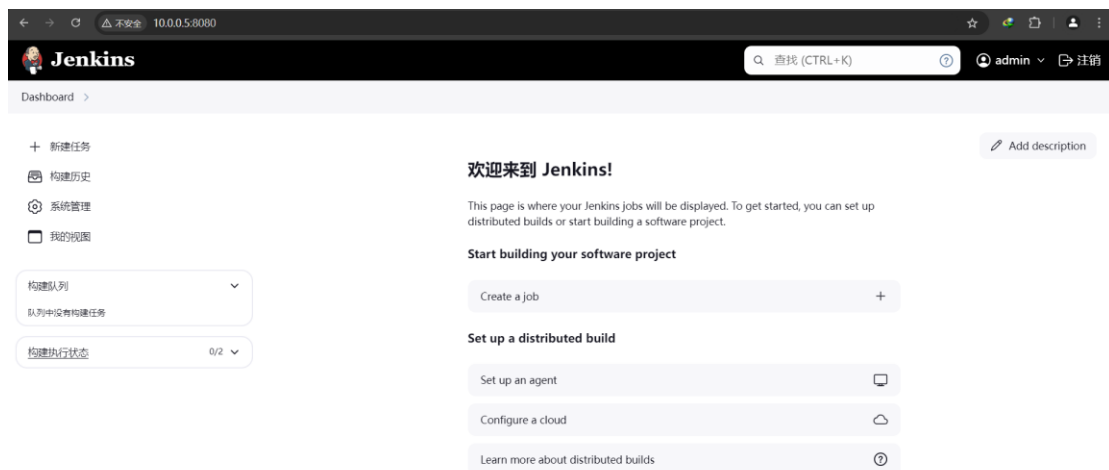 不安全 10.0.0.5:8080
Jenkins
查找 (CTRL+K)
admin
注销
Dashboard
Add description
新建任务
构建历史
系统管理
我的视图
构建队列
队列中没有构建任务
构建执行状态 0/2
欢迎来到 Jenkins!
This page is where your Jenkins jobs will be displayed. To get started, you can set up
distributed builds or start building a software project.
Start building your software project
Create a job
Set up a distributed build
Set up an agent
Configure a cloud
Learn more about distributed builds